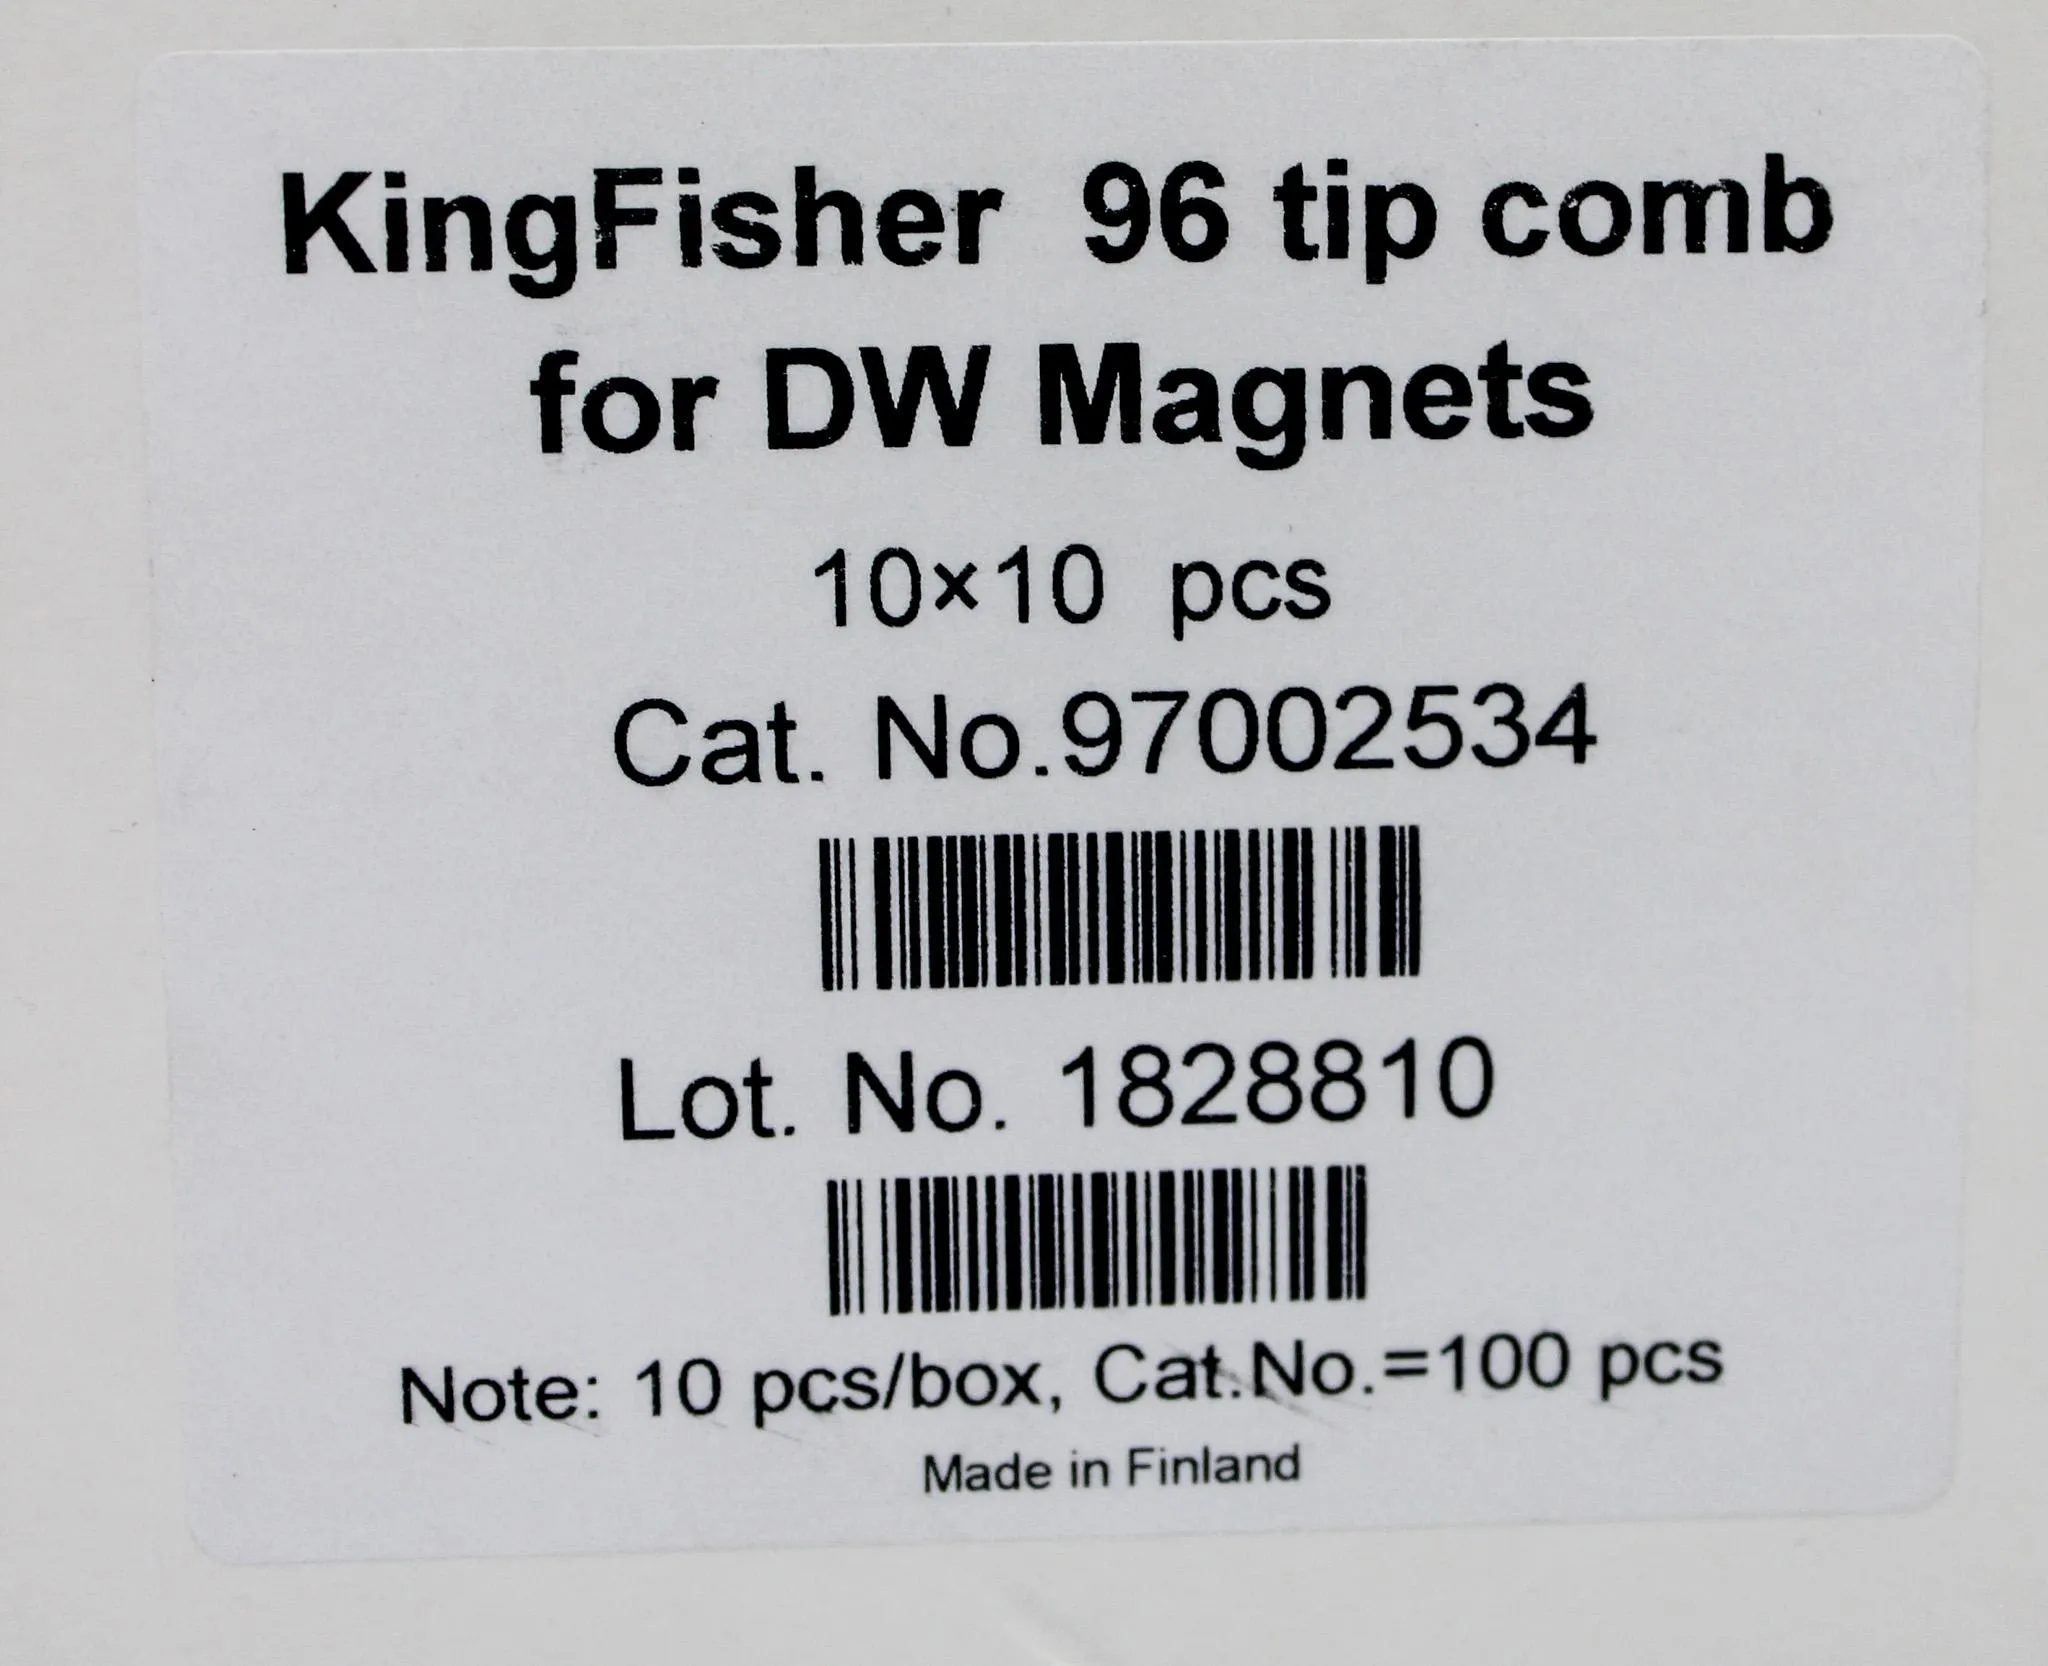 KingFisher 96 tip comb
for DW Magnets
10×10 pcs
Cat. No.97002534
Lot. No. 1828810
Note: 10 pcs/box, Cat.No.=100 pcs
Made in Finland